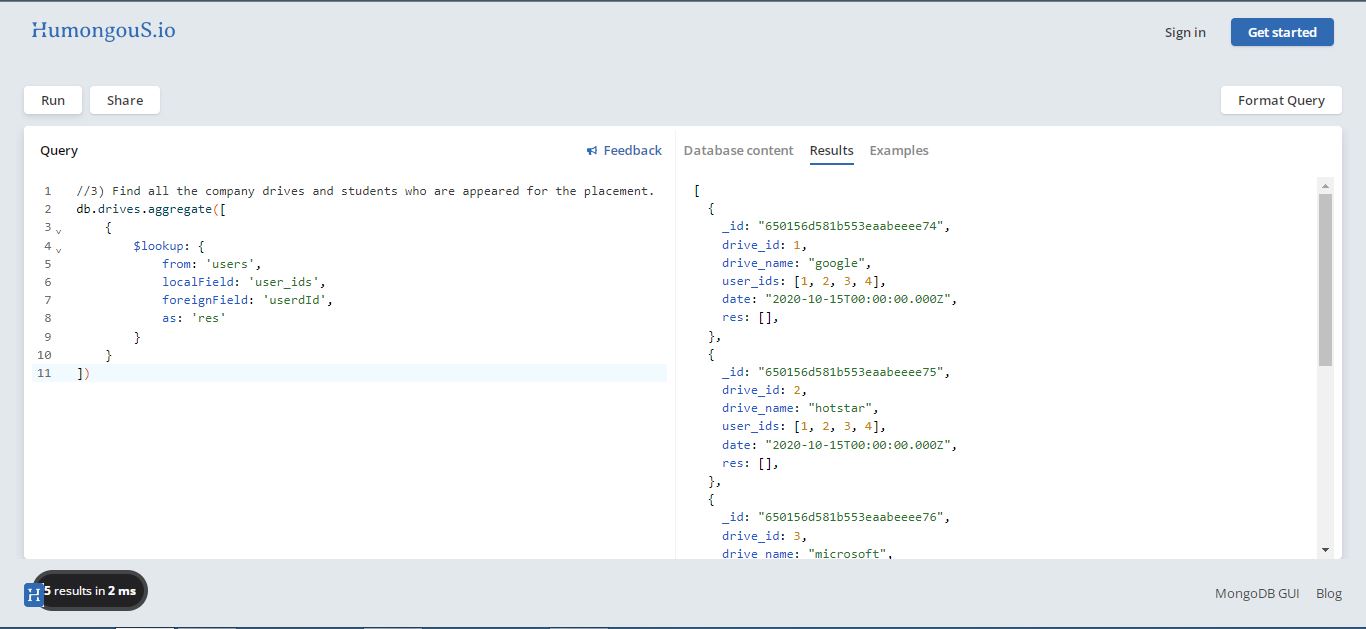 HumongouS.io
Sign in
Get started
Run
Share
Format Query
Query
Feedback
Database content
Results
Examples
1 //3) Find all the company drives and students who are appeared for the placement.
2 db.drives.aggregate([
3 {
4 $lookup: {
5 from: 'users',
6 localField: 'user_ids',
7 foreignField: 'userdId',
8 as: 'res'
9 }
10 }
11 ])
[
{
_id: "650156d581b553eaabeeee74",
drive_id: 1,
drive_name: "google",
user_ids: [1, 2, 3, 4],
date: "2020-10-15T00:00:00.000Z",
res: [],
},
{
_id: "650156d581b553eaabeeee75",
drive_id: 2,
drive_name: "hotstar",
user_ids: [1, 2, 3, 4],
date: "2020-10-15T00:00:00.000Z",
res: [],
},
{
_id: "650156d581b553eaabeeee76",
drive_id: 3,
drive_name: "microsoft",
H
5 results in 2 ms
MongoDB GUI
Blog